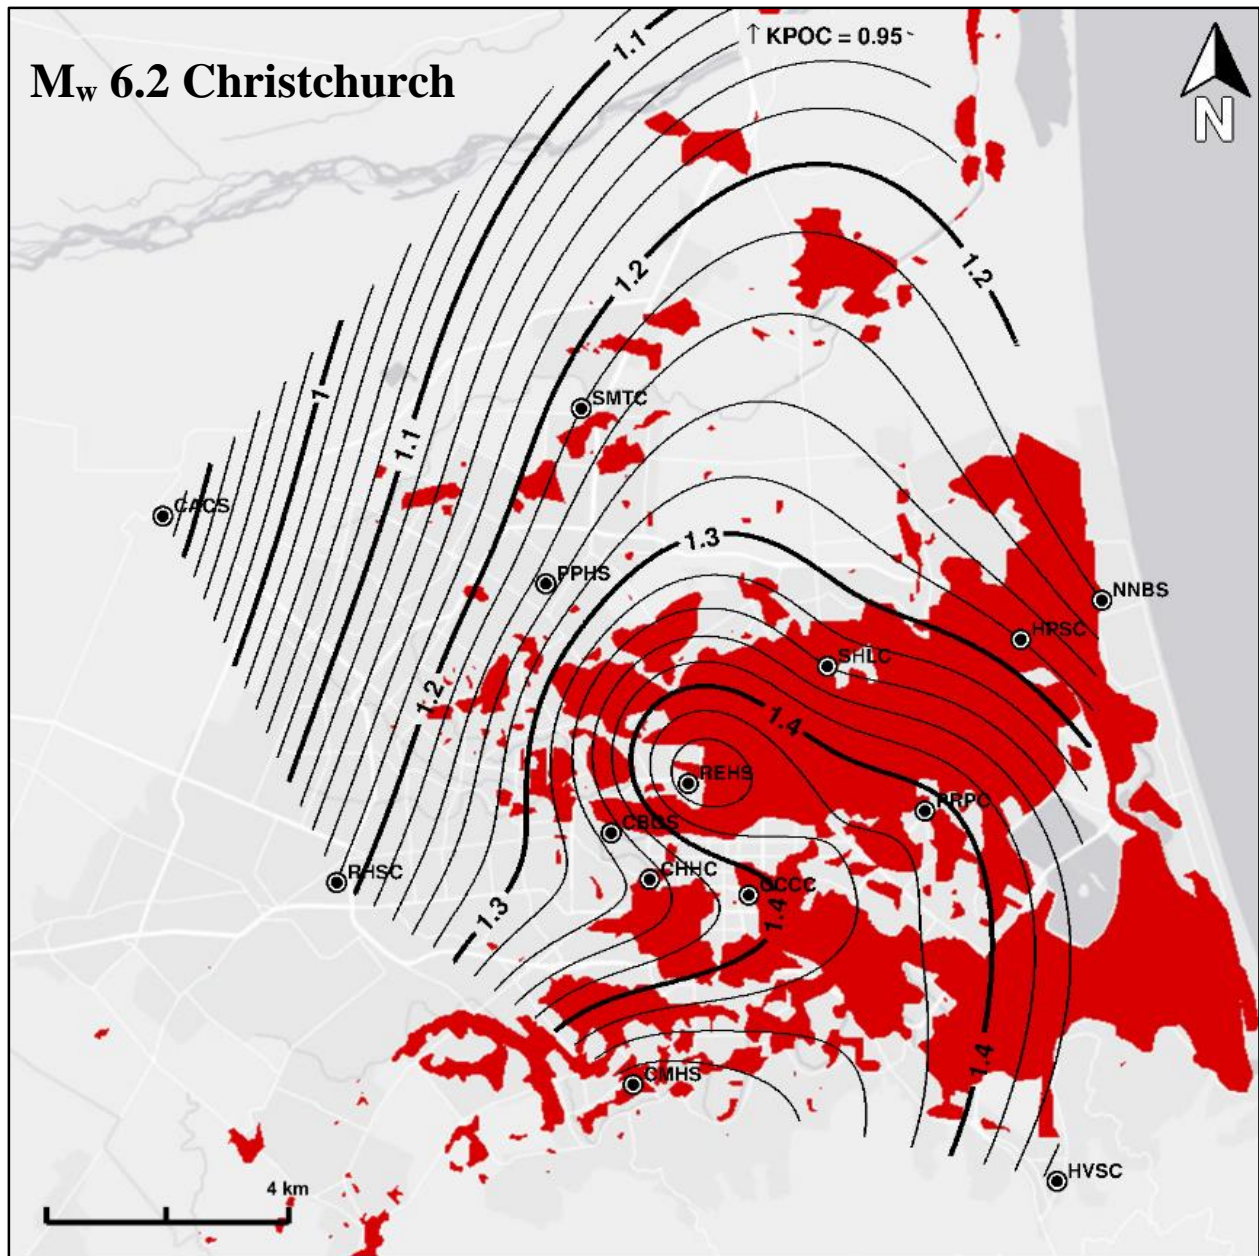 1.1
↑ KPOC = 0.95
M_w 6.2 Christchurch
N
1.2
1.2
1
SMTC
1.1
CACS
1.3
PPHS
NNBS
HPSC
SHLC
1.2
1.4
REHS
PRPC
CBGS
RHSC
CHHC
CCCC
1.3
1.4
1.4
CMHS
HVSC
4 km